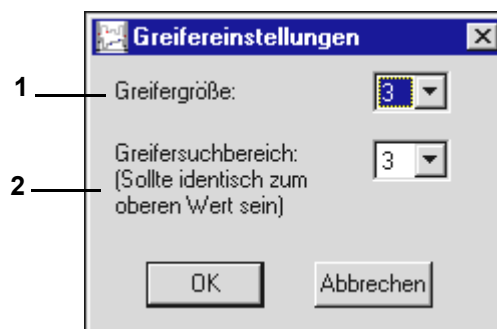 Greifereinstellungen
1 Greifergröße: 3
Greifersuchbereich: 3
2 (Sollte identisch zum
oberen Wert sein)
OK Abbrechen